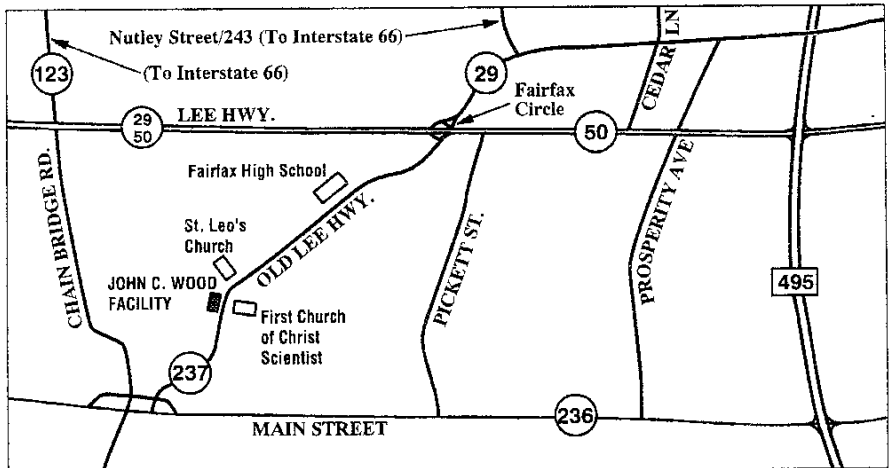 Nutley Street/243 (To Interstate 66)
123
(To Interstate 66)
29
CEDAR LN
Fairfax
Circle
29
50
LEE HWY.
50
Fairfax High School
CHAIN BRIDGE RD.
St. Leo's
Church
OLD LEE HWY.
PICKETT ST.
PROSPERITY AVE
JOHN C. WOOD
FACILITY
495
First Church
of Christ
Scientist
237
236
MAIN STREET